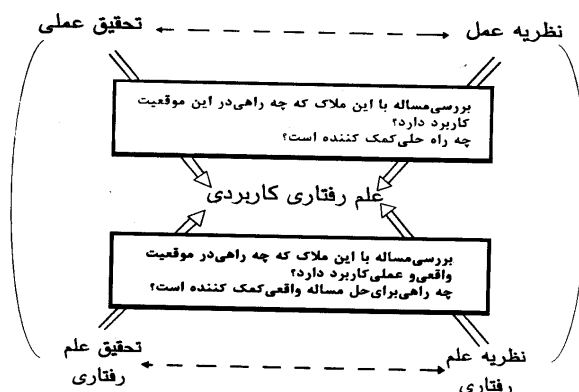 نظریه عمل
تحقیق عملی
بررسی‌مساله با این ملاک که چه راهی‌در این موقعیت
کاربرد دارد؟
چه راه حلی‌کمک کننده است؟
علم رفتاری کاربردی
بررسی‌مساله با این ملاک که چه راهی‌در موقعیت
واقعی‌و عملی‌کاربرد دارد؟
چه راهی‌برای‌حل مساله واقعی‌کمک کننده است؟
نظریه علم
رفتاری
تحقیق علم
رفتاری